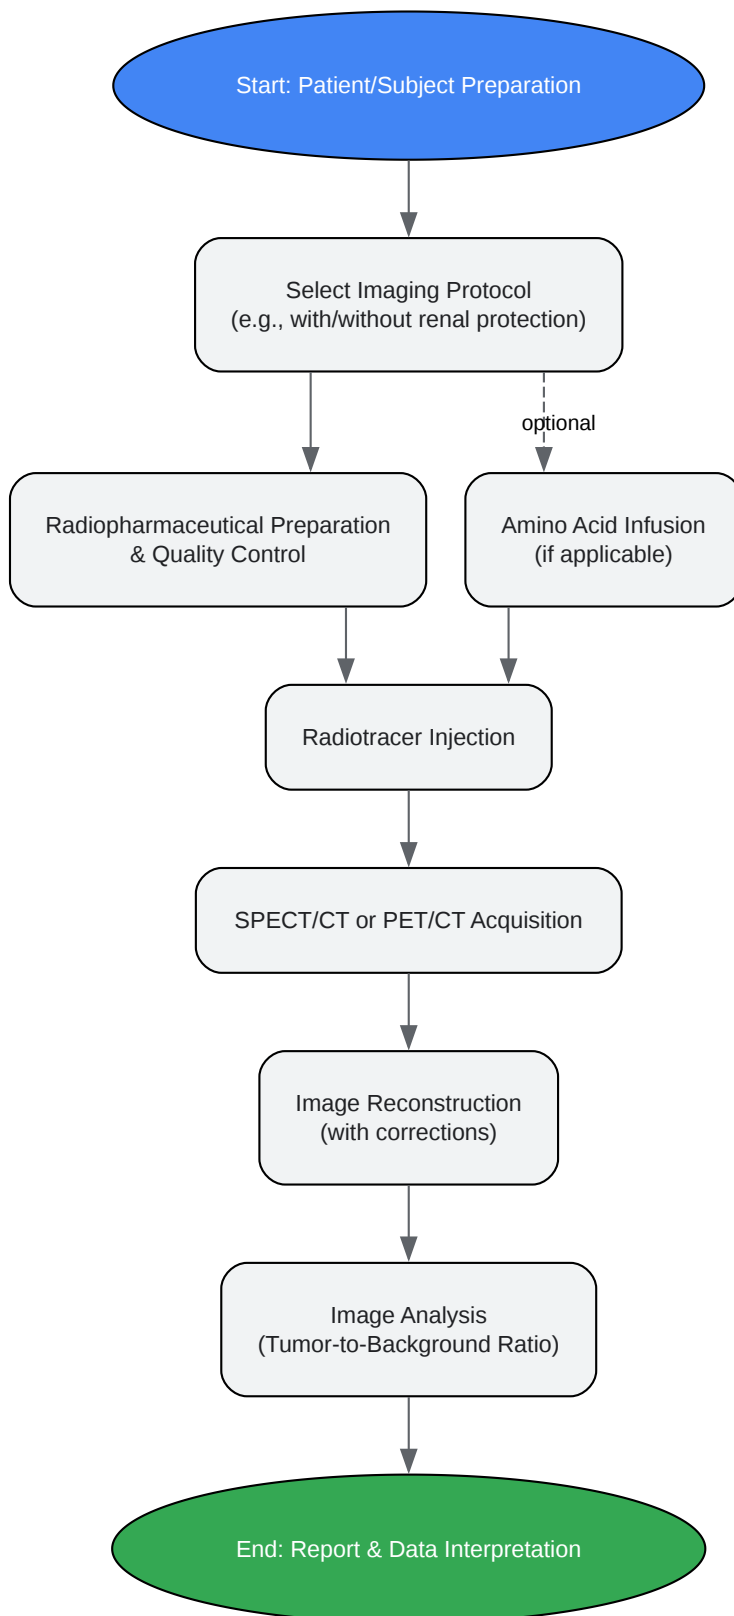 Start: Patient/Subject Preparation
Select Imaging Protocol
(e.g., with/without renal protection)
optional
Radiopharmaceutical Preparation
& Quality Control
Amino Acid Infusion
(if applicable)
Radiotracer Injection
SPECT/CT or PET/CT Acquisition
Image Reconstruction
(with corrections)
Image Analysis
(Tumor-to-Background Ratio)
End: Report & Data Interpretation